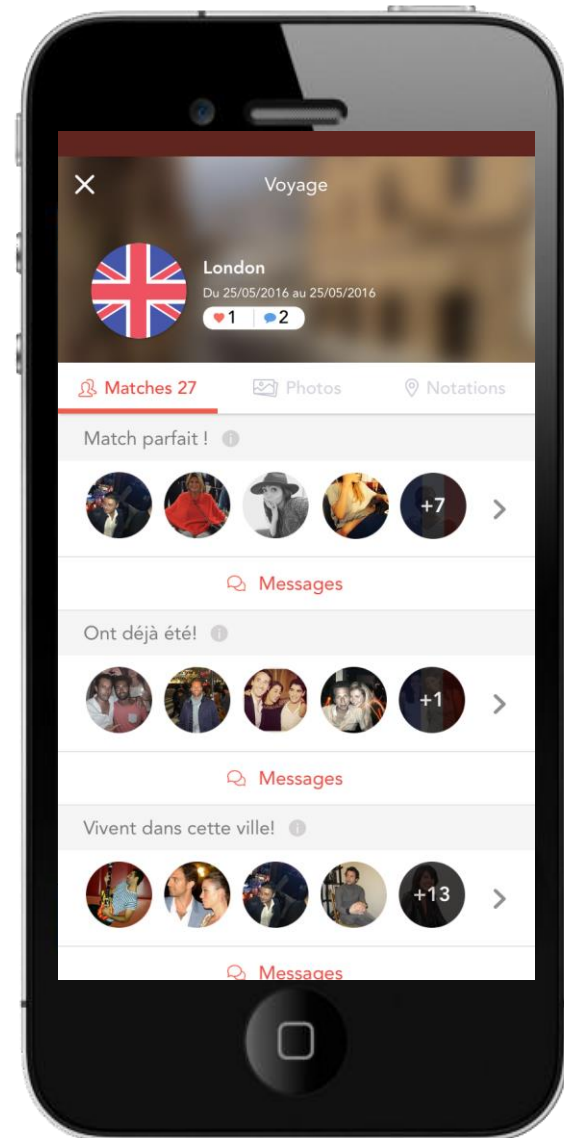 Voyage
London
Du 25/05/2016 au 25/05/2016
1 2
Matches 27 Photos Notations
Match parfait !
+7
Messages
Ont déjà été!
+1
Messages
Vivent dans cette ville!
+13
Messages